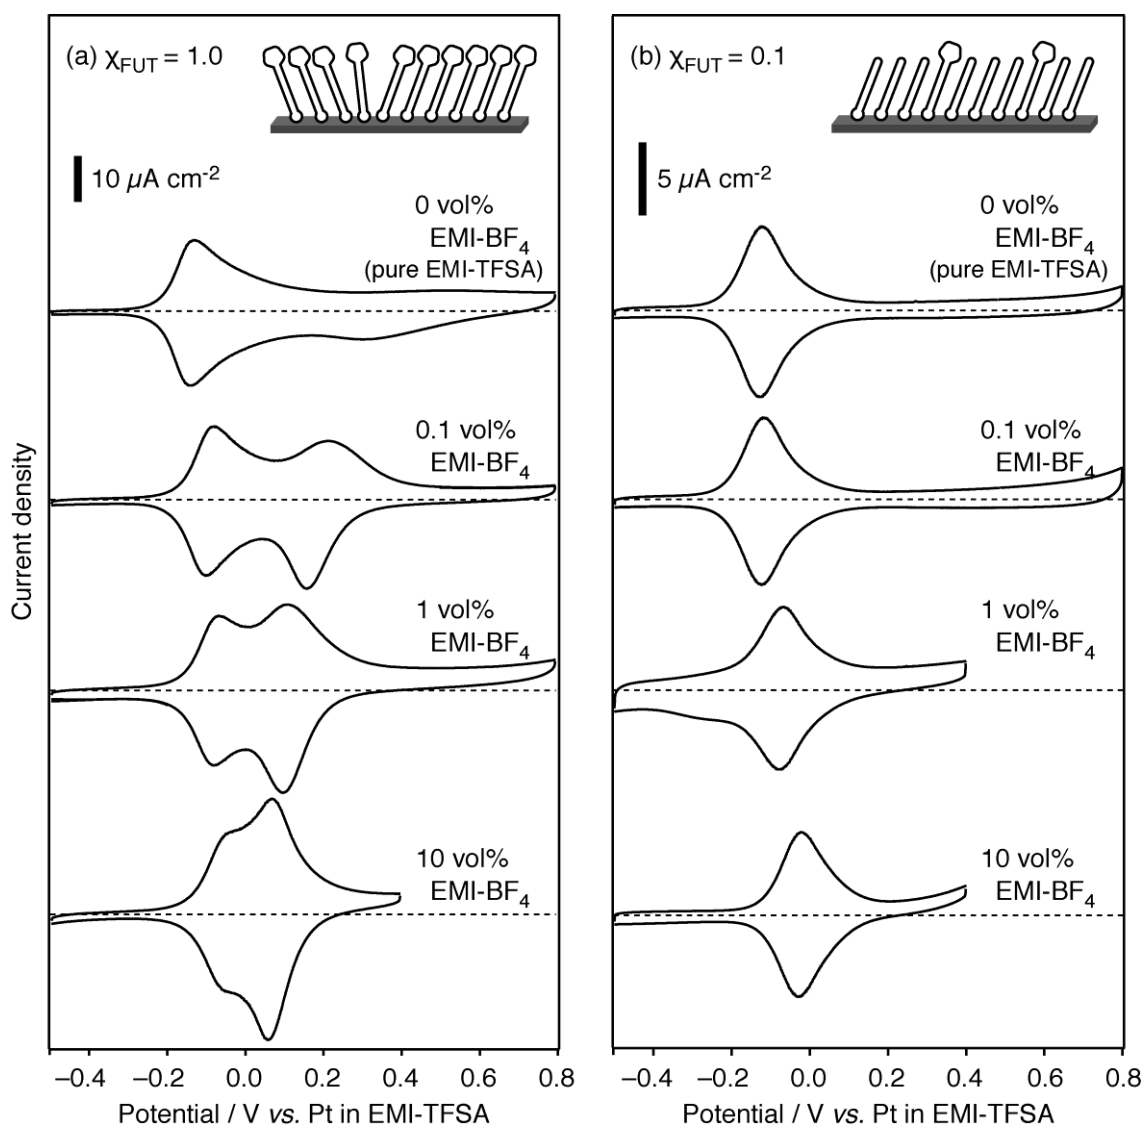 (a) χFUT = 1.0
10 μA cm-2
0 vol%
EMI-BF4
(pure EMI-TFSA)
0.1 vol%
EMI-BF4
1 vol%
EMI-BF4
10 vol%
EMI-BF4
−0.4 −0.2 0.0 0.2 0.4 0.6 0.8
Potential / V vs. Pt in EMI-TFSA
Current density
(b) χFUT = 0.1
5 μA cm-2
0 vol%
EMI-BF4
(pure EMI-TFSA)
0.1 vol%
EMI-BF4
1 vol%
EMI-BF4
10 vol%
EMI-BF4
−0.4 −0.2 0.0 0.2 0.4 0.6 0.8
Potential / V vs. Pt in EMI-TFSA